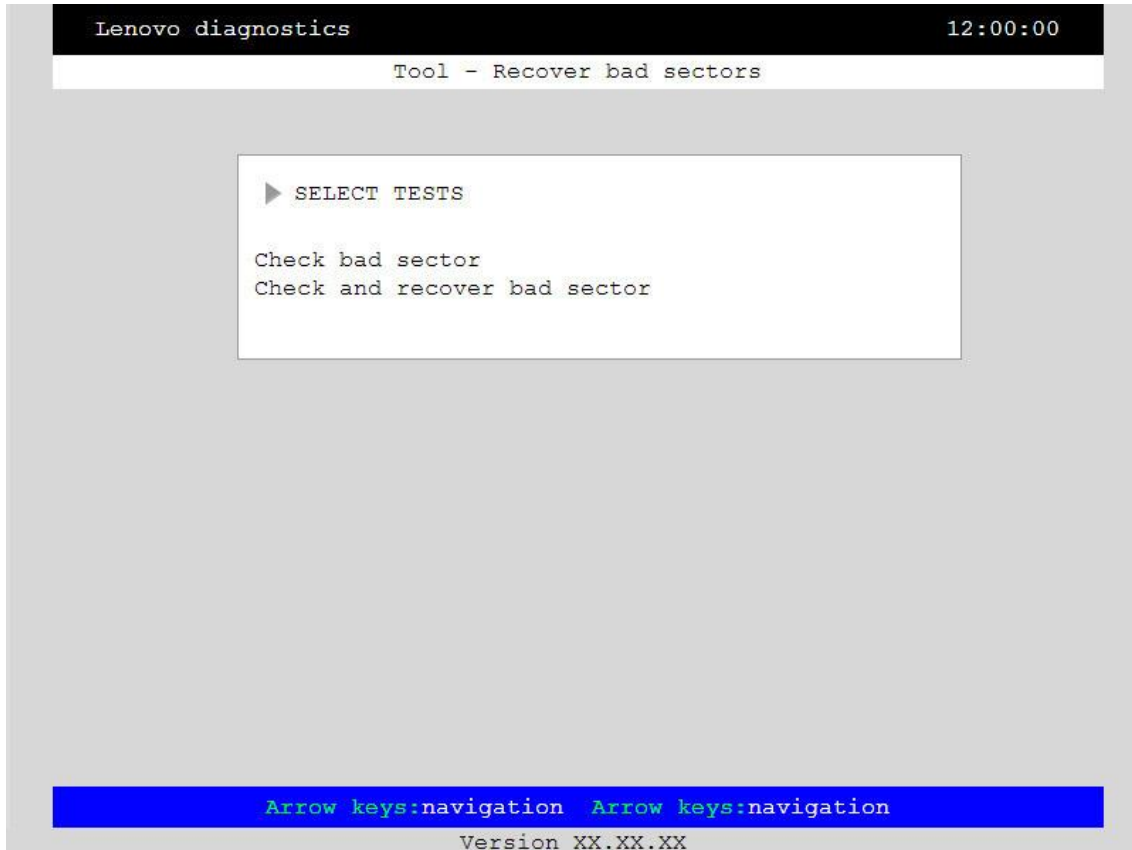 Lenovo diagnostics 12:00:00
Tool - Recover bad sectors
SELECT TESTS
Check bad sector
Check and recover bad sector
Arrow keys:navigation Arrow keys:navigation
Version XX.XX.XX